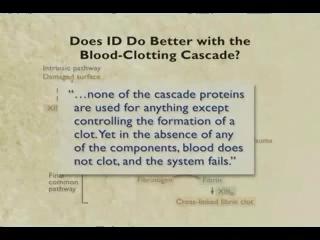 Does ID Do Better with the
Blood-Clotting Cascade?
Intrinsic pathway
Damaged surface
“…none of the cascade proteins
are used for anything except
controlling the formation of a
clot. Yet in the absence of any
of the components, blood does
not clot, and the system fails.”
Final
common
pathway
Fibrinogen
Fibrin
Cross-linked fibrin clot